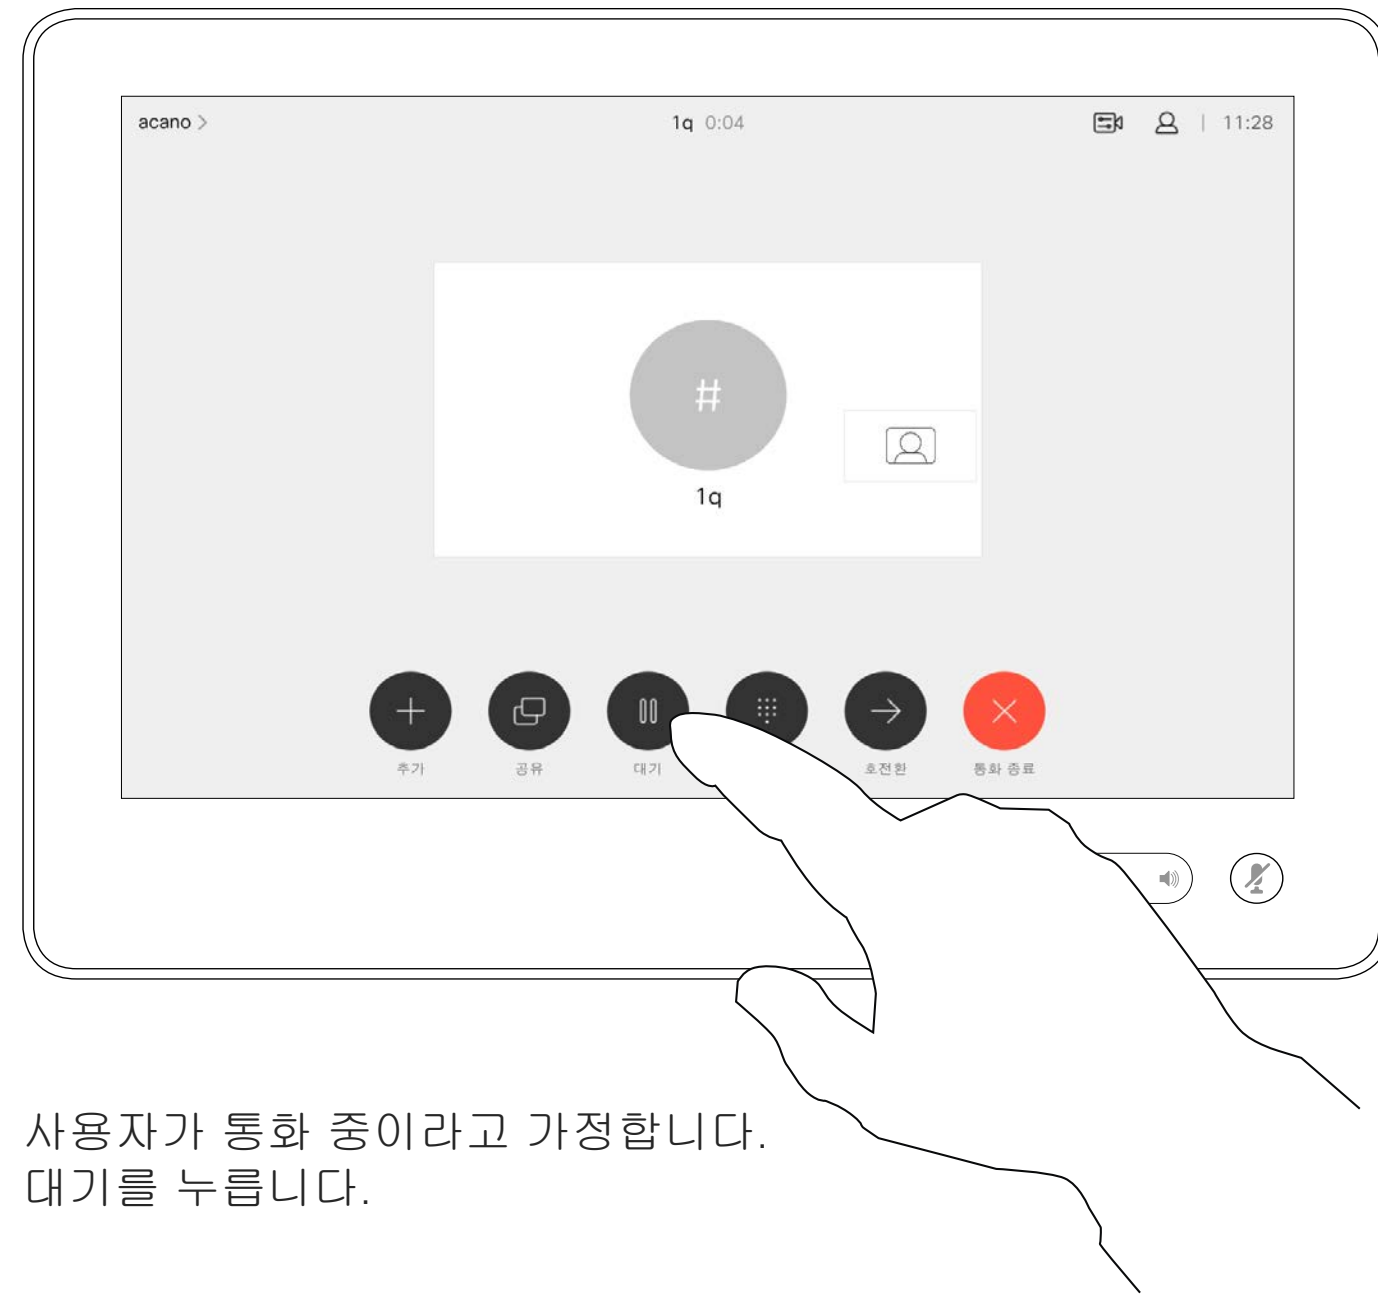 acano >
1q 0:04
11:28
#
1q
추가 공유 대기 호전환 통화 종료
사용자가 통화 중이라고 가정합니다.
대기를 누릅니다.